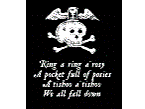 Ring a ring a rosy
A pocket full of posies
A tishoo a tishoo
We all fall down